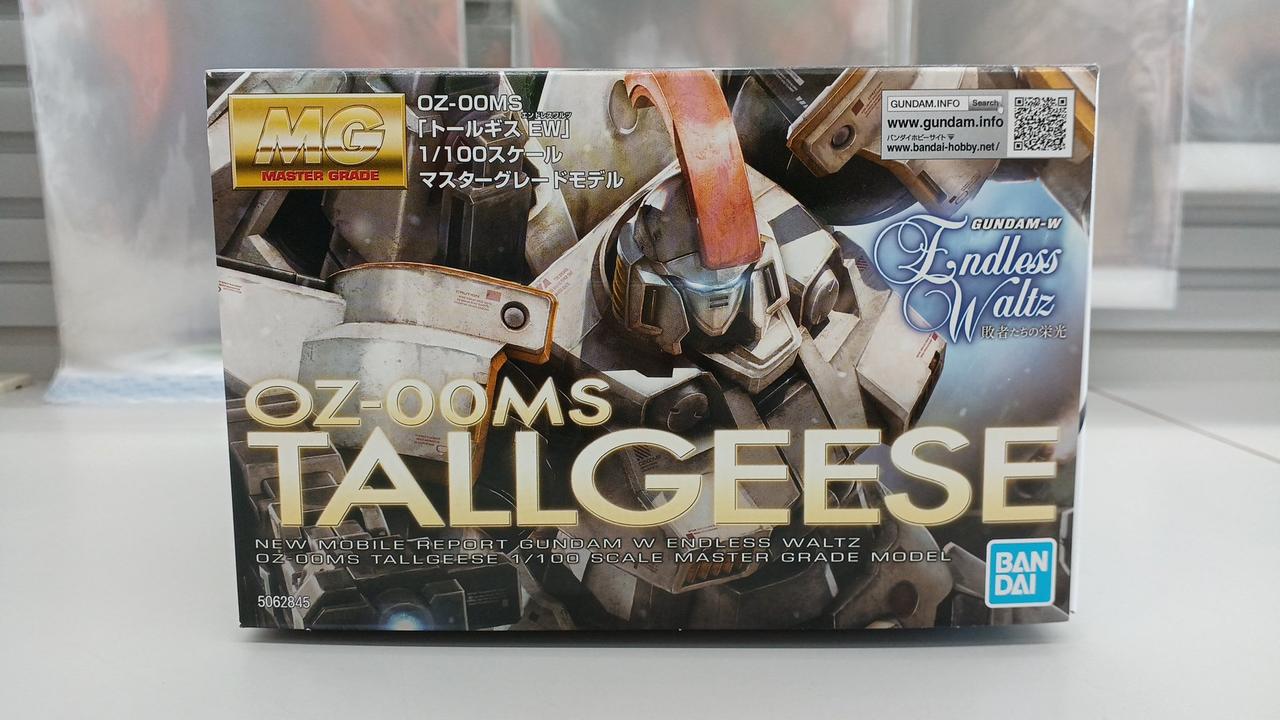 MG
MASTER GRADE
OZ-00MS
「トールギス EW」
エンドレスワルツ
1/100スケール
マスターグレードモデル
GUNDAM.INFO Search
www.gundam.info
バンダイホビーサイト
www.bandai-hobby.net/
GUNDAM-W
Endless
Waltz
敗者たちの栄光
OZ-00MS
TALLGEESE
NEW MOBILE REPORT GUNDAM W ENDLESS WALTZ
OZ-00MS TALLGEESE 1/100 SCALE MASTER GRADE MODEL
5062845
BAN
DAI